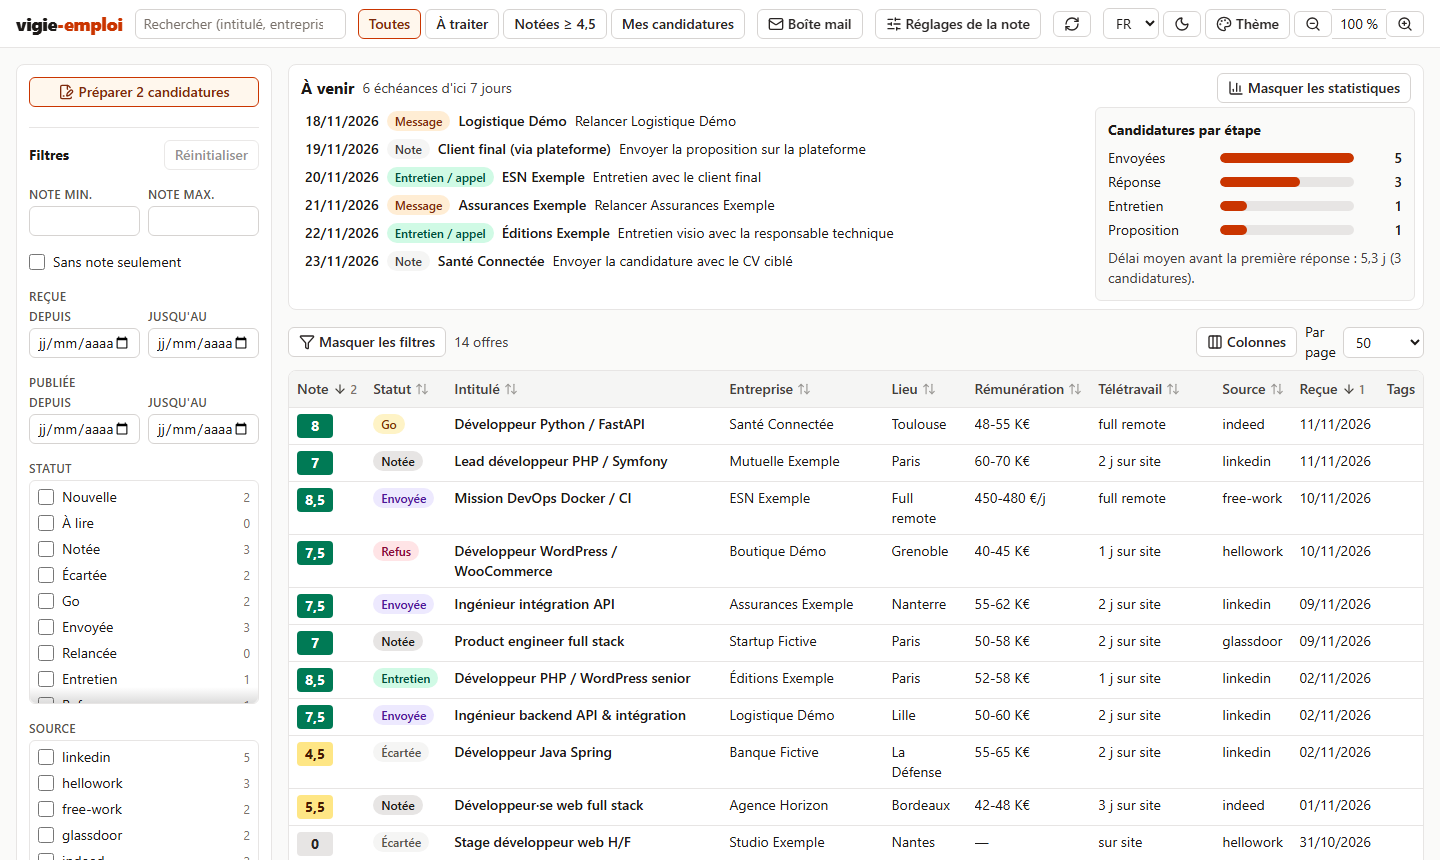 vigie-emploi
Rechercher (intitulé, entrepris
Toutes
À traiter
Notées ≥ 4,5
Mes candidatures
Boîte mail
Réglages de la note
FR
Thème
100 %
Préparer 2 candidatures
Filtres
Réinitialiser
NOTE MIN.
NOTE MAX.
Sans note seulement
REÇUE
DEPUIS
JUSQU'AU
jj/mm/aaaa
jj/mm/aaaa
PUBLIÉE
DEPUIS
JUSQU'AU
jj/mm/aaaa
jj/mm/aaaa
STATUT
Nouvelle 2
À lire 0
Notée 3
Écartée 2
Go 2
Envoyée 3
Relancée 0
Entretien 1
SOURCE
linkedin 5
hellowork 3
free-work 2
glassdoor 2
À venir 6 échéances d'ici 7 jours
Masquer les statistiques
18/11/2026 Message Logistique Démo Relancer Logistique Démo
19/11/2026 Note Client final (via plateforme) Envoyer la proposition sur la plateforme
20/11/2026 Entretien / appel ESN Exemple Entretien avec le client final
21/11/2026 Message Assurances Exemple Relancer Assurances Exemple
22/11/2026 Entretien / appel Éditions Exemple Entretien visio avec la responsable technique
23/11/2026 Note Santé Connectée Envoyer la candidature avec le CV ciblé
Candidatures par étape
Envoyées 5
Réponse 3
Entretien 1
Proposition 1
Délai moyen avant la première réponse : 5,3 j (3
candidatures).
Masquer les filtres
14 offres
Colonnes
Par
page
50
Note 2 Statut Intitulé Entreprise Lieu Rémunération Télétravail Source Reçue 1 Tags
8 Go Développeur Python / FastAPI Santé Connectée Toulouse 48-55 K€ full remote indeed 11/11/2026
7 Notée Lead développeur PHP / Symfony Mutuelle Exemple Paris 60-70 K€ 2 j sur site linkedin 11/11/2026
8,5 Envoyée Mission DevOps Docker / CI ESN Exemple Full 450-480 €/j full remote free-work 10/11/2026
remote
7,5 Refus Développeur WordPress / Boutique Démo Grenoble 40-45 K€ 1 j sur site hellowork 10/11/2026
WooCommerce
7,5 Envoyée Ingénieur intégration API Assurances Exemple Nanterre 55-62 K€ 2 j sur site linkedin 09/11/2026
7 Notée Product engineer full stack Startup Fictive Paris 50-58 K€ 2 j sur site glassdoor 09/11/2026
8,5 Entretien Développeur PHP / WordPress senior Éditions Exemple Paris 52-58 K€ 1 j sur site linkedin 02/11/2026
7,5 Envoyée Ingénieur backend API & intégration Logistique Démo Lille 50-60 K€ 2 j sur site linkedin 02/11/2026
4,5 Écartée Développeur Java Spring Banque Fictive La 55-65 K€ 2 j sur site linkedin 02/11/2026
Défense
5,5 Notée Développeur·se web full stack Agence Horizon Bordeaux 42-48 K€ 3 j sur site indeed 01/11/2026
0 Écartée Stage développeur web H/F Studio Exemple Nantes — sur site hellowork 31/10/2026